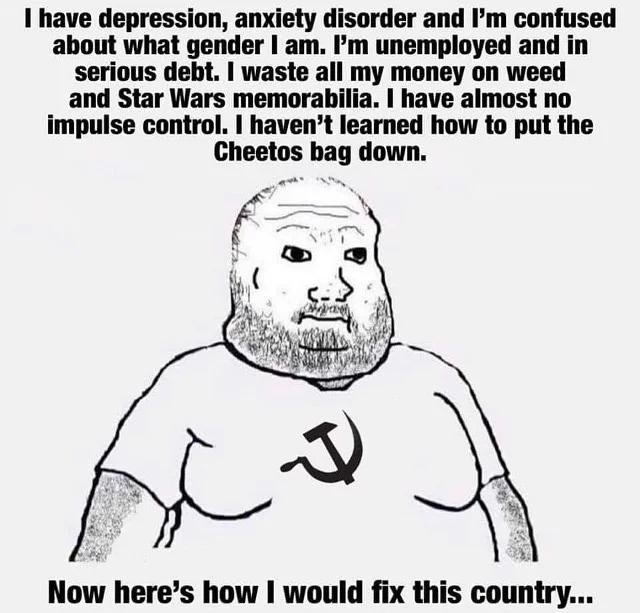 I have depression, anxiety disorder and I'm confused
about what gender I am. I'm unemployed and in
serious debt. I waste all my money on weed
and Star Wars memorabilia. I have almost no
impulse control. I haven't learned how to put the
Cheetos bag down.
Now here's how I would fix this country...